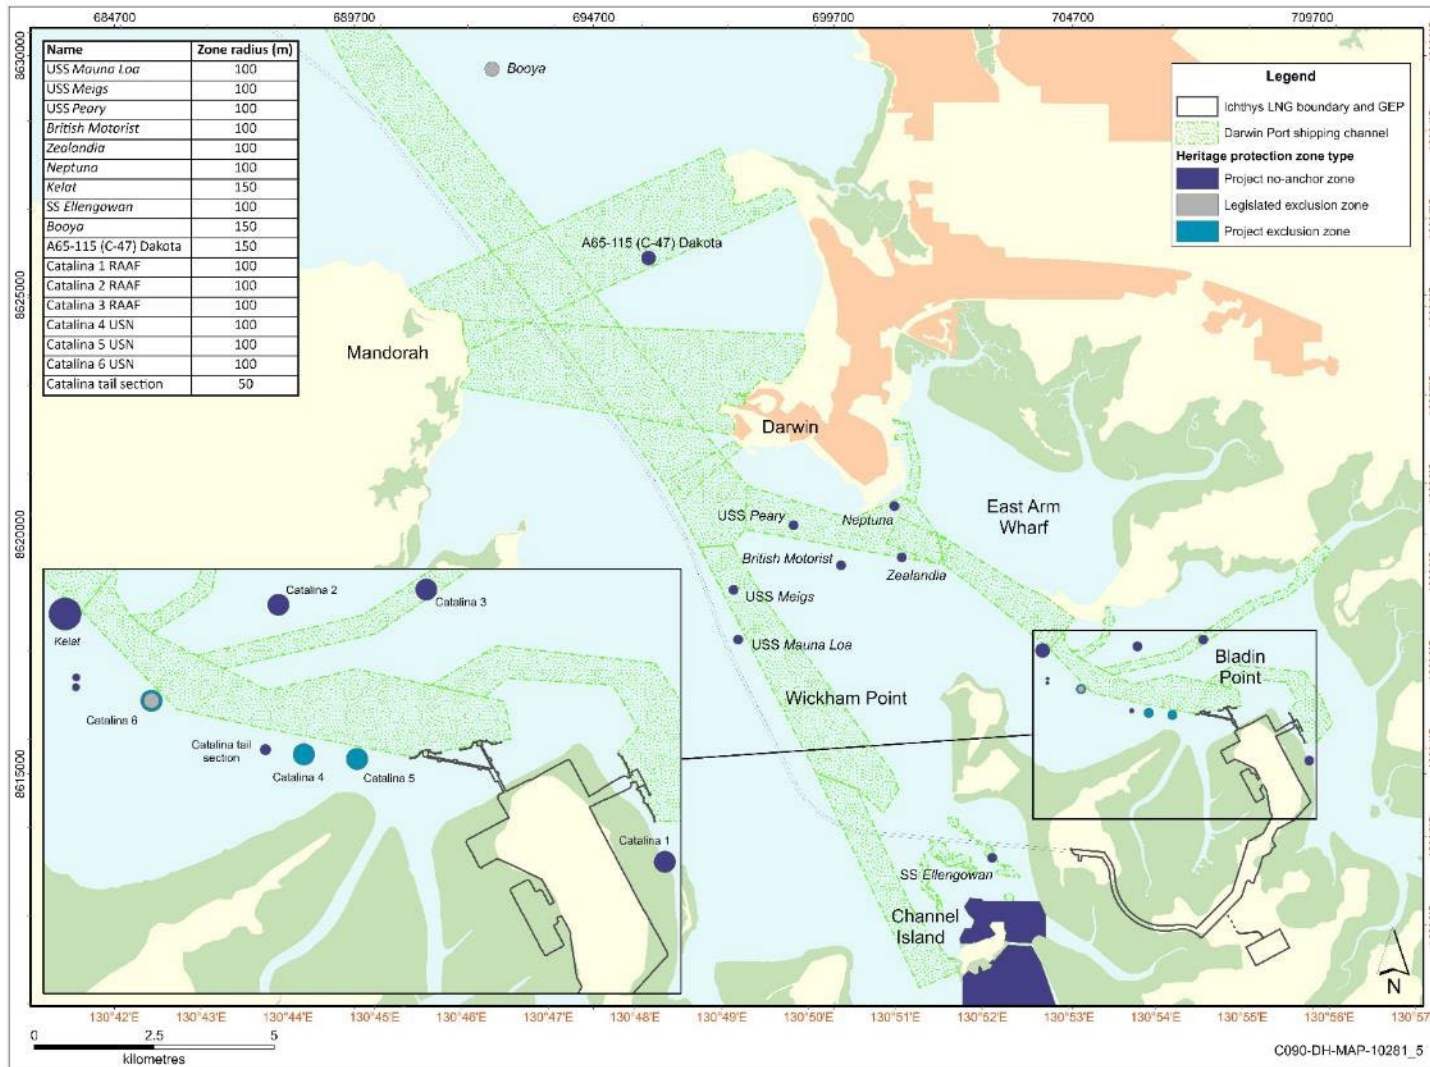 684700 689700 694700 699700 704700 709700
Name Zone radius (m)
USS Mauna Loa 100
USS Meigs 100
USS Peary 100
British Motorist 100
Zealandia 100
Neptuna 100
Kelat 150
SS Ellengowan 100
Booya 150
A65-115 (C-47) Dakota 150
Catalina 1 RAAF 100
Catalina 2 RAAF 100
Catalina 3 RAAF 100
Catalina 4 USN 100
Catalina 5 USN 100
Catalina 6 USN 100
Catalina tail section 50
Legend
Ichthys LNG boundary and GEP
Darwin Port shipping channel
Heritage protection zone type
Project no-anchor zone
Legislated exclusion zone
Project exclusion zone
8630000
8625000
8620000
8615000
Booya
A65-115 (C-47) Dakota
Mandorah
Darwin
East Arm
Wharf
USS Peary
Neptuna
British Motorist
Zealandia
USS Meigs
USS Mauna Loa
Wickham Point
Bladin
Point
SS Ellengowan
Channel
Island
Catalina 2
Catalina 3
Kelat
Catalina 6
Catalina tail
section
Catalina 4
Catalina 5
Catalina 1
N
130°42'E 130°43'E 130°44'E 130°45'E 130°46'E 130°47'E 130°48'E 130°49'E 130°50'E 130°51'E 130°52'E 130°53'E 130°54'E 130°55'E 130°56'E 130°57'
0 2.5 5
kilometres
C090-DH-MAP-10281_5